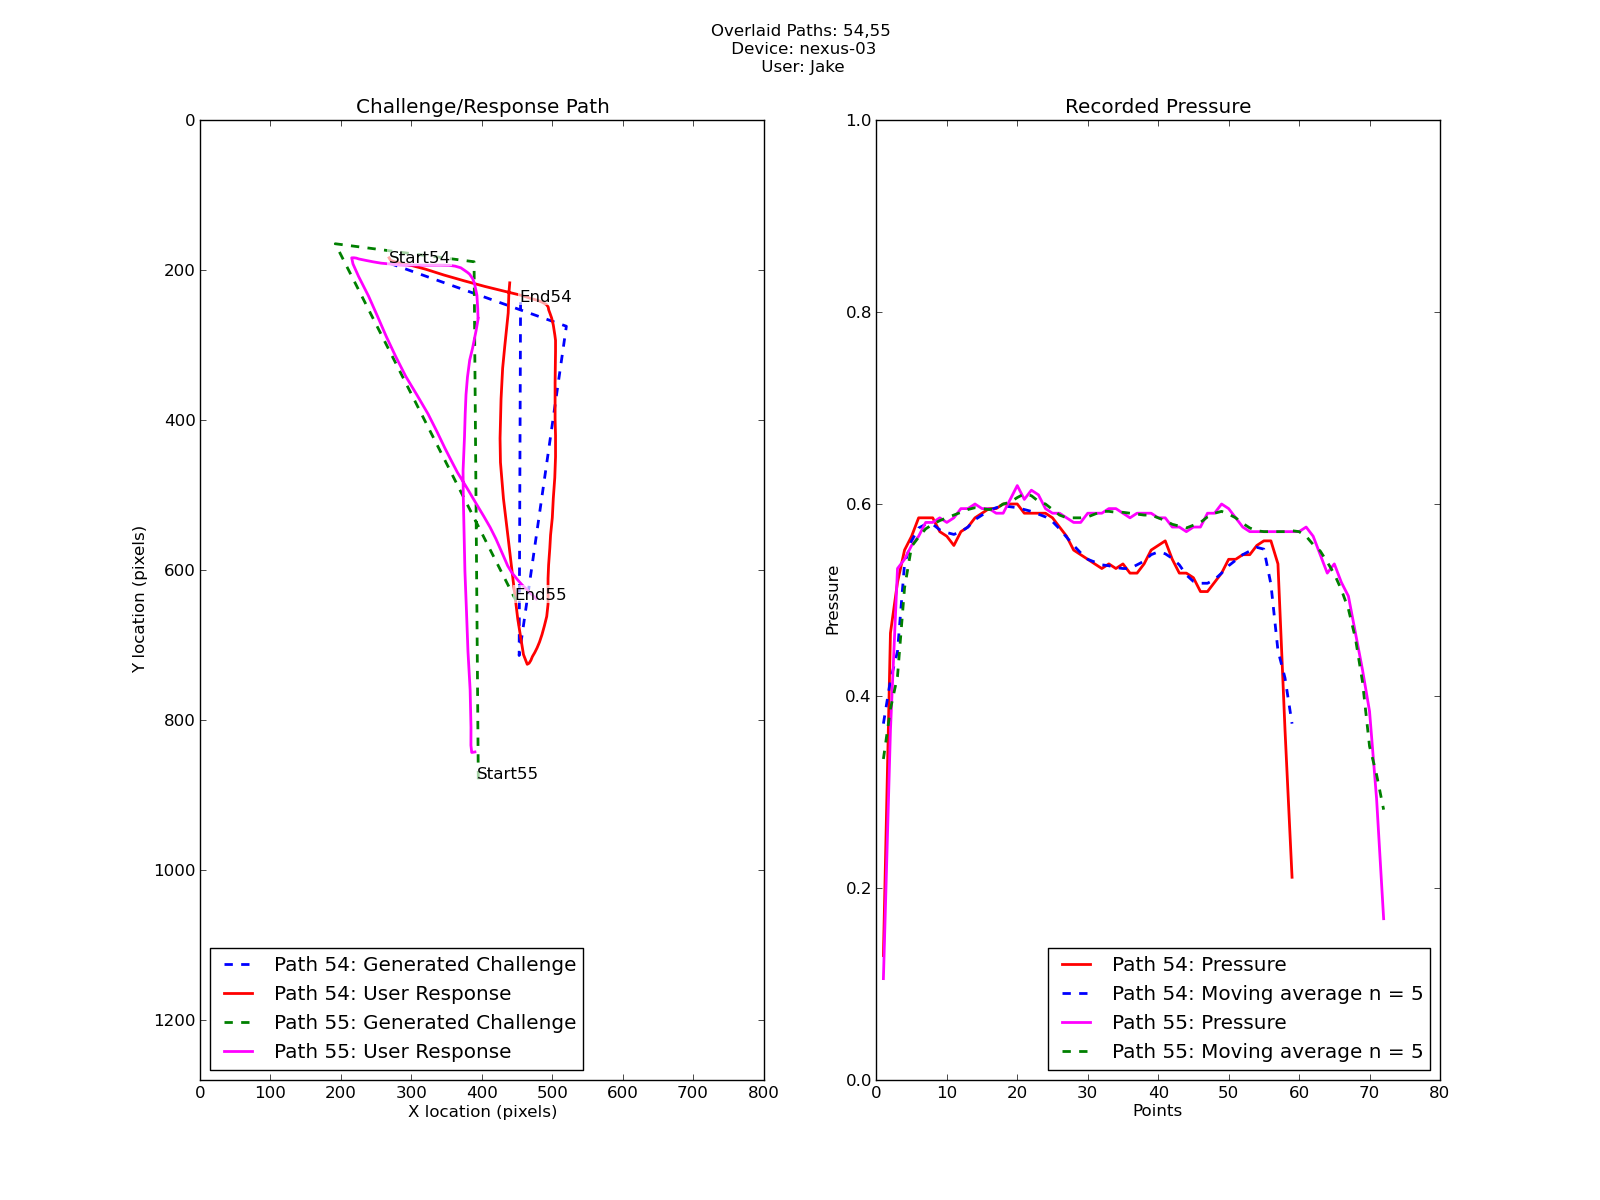 Overlaid Paths: 54,55
Device: nexus-03
User: Jake
Challenge/Response Path
0
200
400
600
800
1000
1200
Y location (pixels)
Start54
End54
End55
Start55
Path 54: Generated Challenge
Path 54: User Response
Path 55: Generated Challenge
Path 55: User Response
0 100 200 300 400 500 600 700 800
X location (pixels)
Recorded Pressure
1.0
0.8
0.6
0.4
0.2
0.0
Pressure
Path 54: Pressure
Path 54: Moving average n = 5
Path 55: Pressure
Path 55: Moving average n = 5
0 10 20 30 40 50 60 70 80
Points